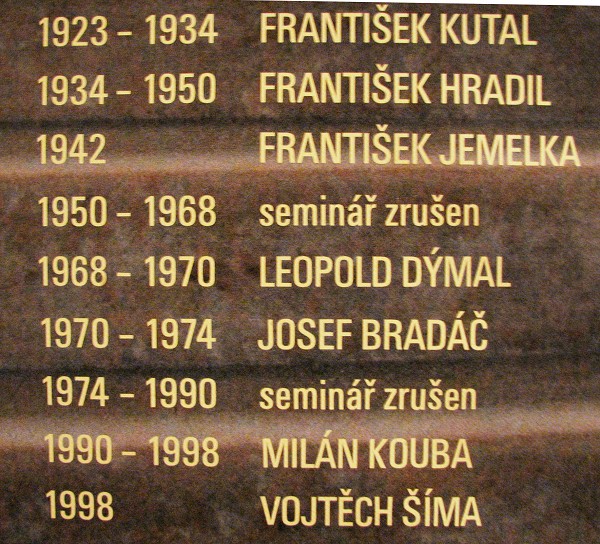 1923 – 1934 FRANTIŠEK KUTAL
1934 – 1950 FRANTIŠEK HRADIL
1942 FRANTIŠEK JEMELKA
1950 – 1968 seminář zrušen
1968 – 1970 LEOPOLD DÝMAL
1970 – 1974 JOSEF BRADÁČ
1974 – 1990 seminář zrušen
1990 – 1998 MILÁN KOUBA
1998 VOJTĚCH ŠÍMA